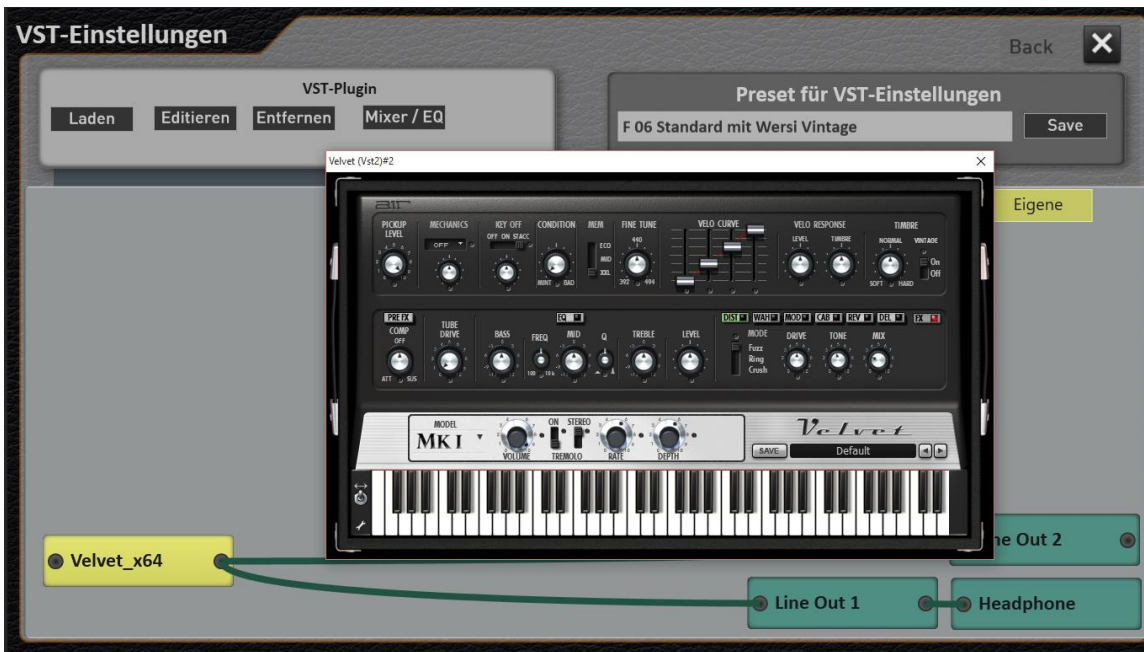 VST-Einstellungen
Back
VST-Plugin
Laden Editieren Entfernen Mixer / EQ
Preset für VST-Einstellungen
F 06 Standard mit Wersi Vintage
Save
Velvet (Vst2)#2
Eigene
air
PICKUP LEVEL MECHANICS KEY OFF CONDITION MEM FINE TUNE VELO CURVE VELO RESPONSE TIMBRE
OFF OFF ON STACC ECO 440 LEVEL TIMBRE NORMAL VINTAGE
MID On
XXL Off
MINT BAD 392 494 SOFT HARD
PRE FX EQ DIST WAH MOD CAB REV DEL FX
COMP TUBE DRIVE BASS FREQ MID Q TREBLE LEVEL MODE DRIVE TONE MIX
OFF Fuzz
Ring
Crush
ATT SUS 100 10 k
MODEL ON STEREO Velvet
MK I
VOLUME TREMOLO RATE DEPTH SAVE Default
Velvet_x64
ne Out 2
Line Out 1
Headphone